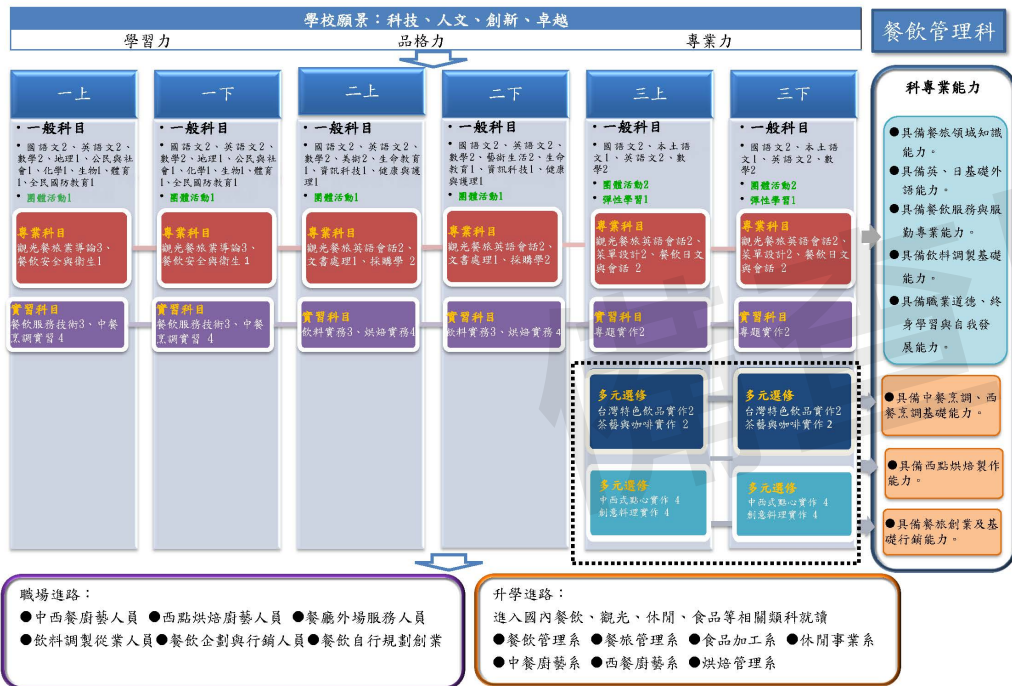 學校願景：科技、人文、創新、卓越
學習力
品格力
專業力
餐飲管理科
一上
・一般科目
・國語文2、英語文2、
數學2、地理1、公民與社
會1、化學1、生物1、體育
1、全民國防教育1
・團體活動1
專業科目
觀光餐旅業導論3、
餐飲安全與衛生1
實習科目
餐飲服務技術3、中餐
烹調實習 4
一下
・一般科目
・國語文2、英語文2、
數學2、地理1、公民與社
會1、化學1、生物1、體育
1、全民國防教育1
・團體活動1
專業科目
觀光餐旅業導論3、
餐飲安全與衛生 1
實習科目
餐飲服務技術3、中餐
烹調實習 4
二上
・一般科目
・國語文2、英語文2、
數學2、美術2、生命教育
1、資訊科技1、健康與護
理1
・團體活動1
專業科目
觀光餐旅英語會話2、
文書處理1、採購學 2
實習科目
飲料實務3、烘焙實務4
二下
・一般科目
・國語文2、英語文2、
數學2、藝術生活2、生命
教育1、資訊科技1、健康
與護理1
・團體活動1
專業科目
觀光餐旅英語會話2、
文書處理1、採購學2
實習科目
飲料實務3、烘焙實務4
三上
・一般科目
・國語文2、本土語
文1、英語文2、數
學2
・團體活動2
・彈性學習1
專業科目
觀光餐旅英語會話2、
菜單設計2、餐飲日文
與會話 2
實習科目
專題實作2
多元選修
台灣特色飲品實作2
茶藝與咖啡實作 2
多元選修
中西式點心實作 4
創意料理實作 4
三下
・一般科目
・國語文2、本土語
文1、英語文2、數
學2
・團體活動2
・彈性學習1
專業科目
觀光餐旅英語會話2、
菜單設計2、餐飲日文
與會話 2
實習科目
專題實作2
多元選修
台灣特色飲品實作2
茶藝與咖啡實作 2
多元選修
中西式點心實作 4
創意料理實作 4
科專業能力
●具備餐旅領域知識
能力。
●具備英、日基礎外
語能力。
●具備餐飲服務與服
勤專業能力。
●具備飲料調製基礎
能力。
●具備職業道德、終
身學習與自我發
展能力。
●具備中餐烹調、西
餐烹調基礎能力。
●具備西點烘焙製作
能力。
●具備餐旅創業及基
礎行銷能力。
職場進路：
●中西餐廚藝人員 ●西點烘焙廚藝人員 ●餐廳外場服務人員
●飲料調製從業人員●餐飲企劃與行銷人員●餐飲自行規劃創業
升學進路：
進入國內餐飲、觀光、休閒、食品等相關類科就讀
●餐飲管理系 ●餐旅管理系 ●食品加工系 ●休閒事業系
●中餐廚藝系 ●西餐廚藝系 ●烘焙管理系